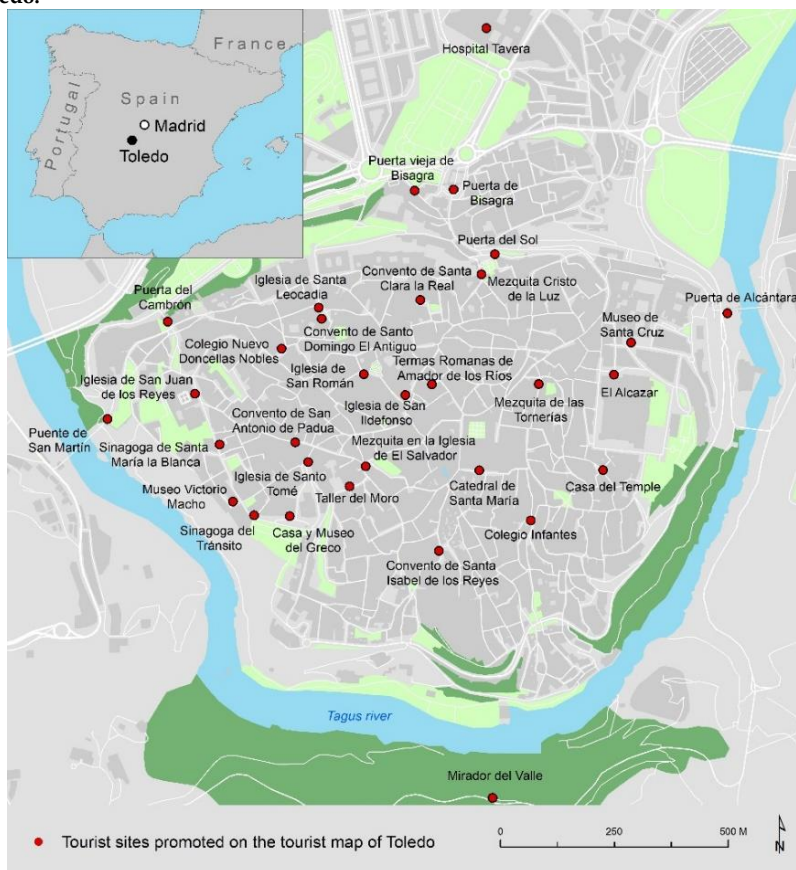 edo.
France
Spain
Portugal
Madrid
Toledo
Hospital Tavera
Puerta vieja de
Bisagra
Puerta de
Bisagra
Puerta del Sol
Mezquita Cristo
de la Luz
Convento de Santa
Clara la Real
Iglesia de Santa
Leocadia
Puerta del
Cambrón
Convento de Santo
Domingo El Antiguo
Puerta de Alcántara
Museo de
Santa Cruz
Colegio Nuevo
Doncellas Nobles
Iglesia de
San Román
Termas Romanas de
Amador de los Ríos
El Alcazar
Iglesia de San Juan
de los Reyes
Iglesia de San
Ildefonso
Mezquita de las
Tornerías
Puente de
San Martín
Convento de San
Antonio de Padua
Sinagoga de Santa
María la Blanca
Mezquita en la Iglesia
de El Salvador
Iglesia de Santo
Tomé
Taller del Moro
Catedral de
Santa María
Casa del Temple
Museo Victorio
Macho
Sinagoga del
Tránsito
Casa y Museo
del Greco
Colegio Infantes
Convento de Santa
Isabel de los Reyes
Tagus river
Mirador del Valle
Tourist sites promoted on the tourist map of Toledo
0 250 500 M
N